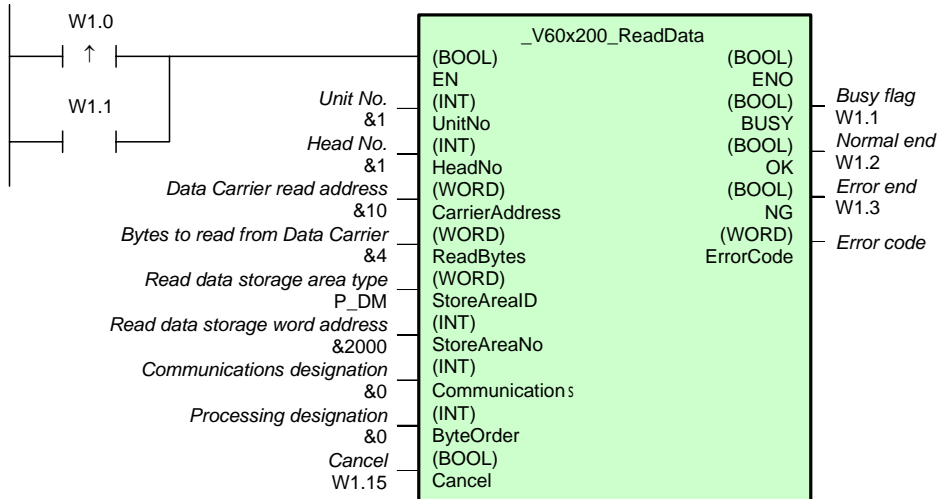 W1.0
↑
W1.1
_V60x200_ReadData
(BOOL) (BOOL)
EN ENO
Unit No. (INT) (BOOL) Busy flag
&1 UnitNo BUSY W1.1
Head No. (INT) (BOOL) Normal end
&1 HeadNo OK W1.2
Data Carrier read address (WORD) (BOOL) Error end
&10 CarrierAddress NG W1.3
Bytes to read from Data Carrier (WORD) (WORD) Error code
&4 ReadBytes ErrorCode
Read data storage area type (WORD)
P_DM StoreAreaID
Read data storage word address (INT)
&2000 StoreAreaNo
Communications designation (INT)
&0 Communications
Processing designation (INT)
&0 ByteOrder
Cancel (BOOL)
W1.15 Cancel